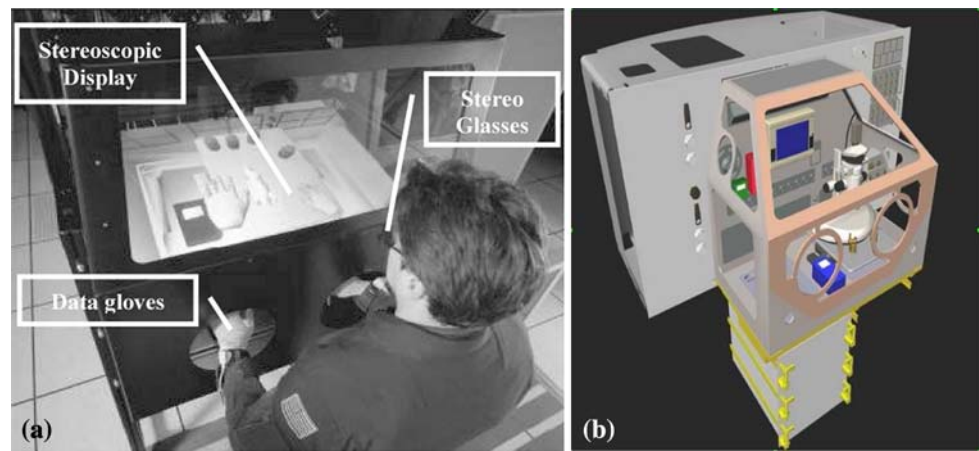 Stereoscopic
Display
Stereo
Glasses
Data gloves
(a)
(b)